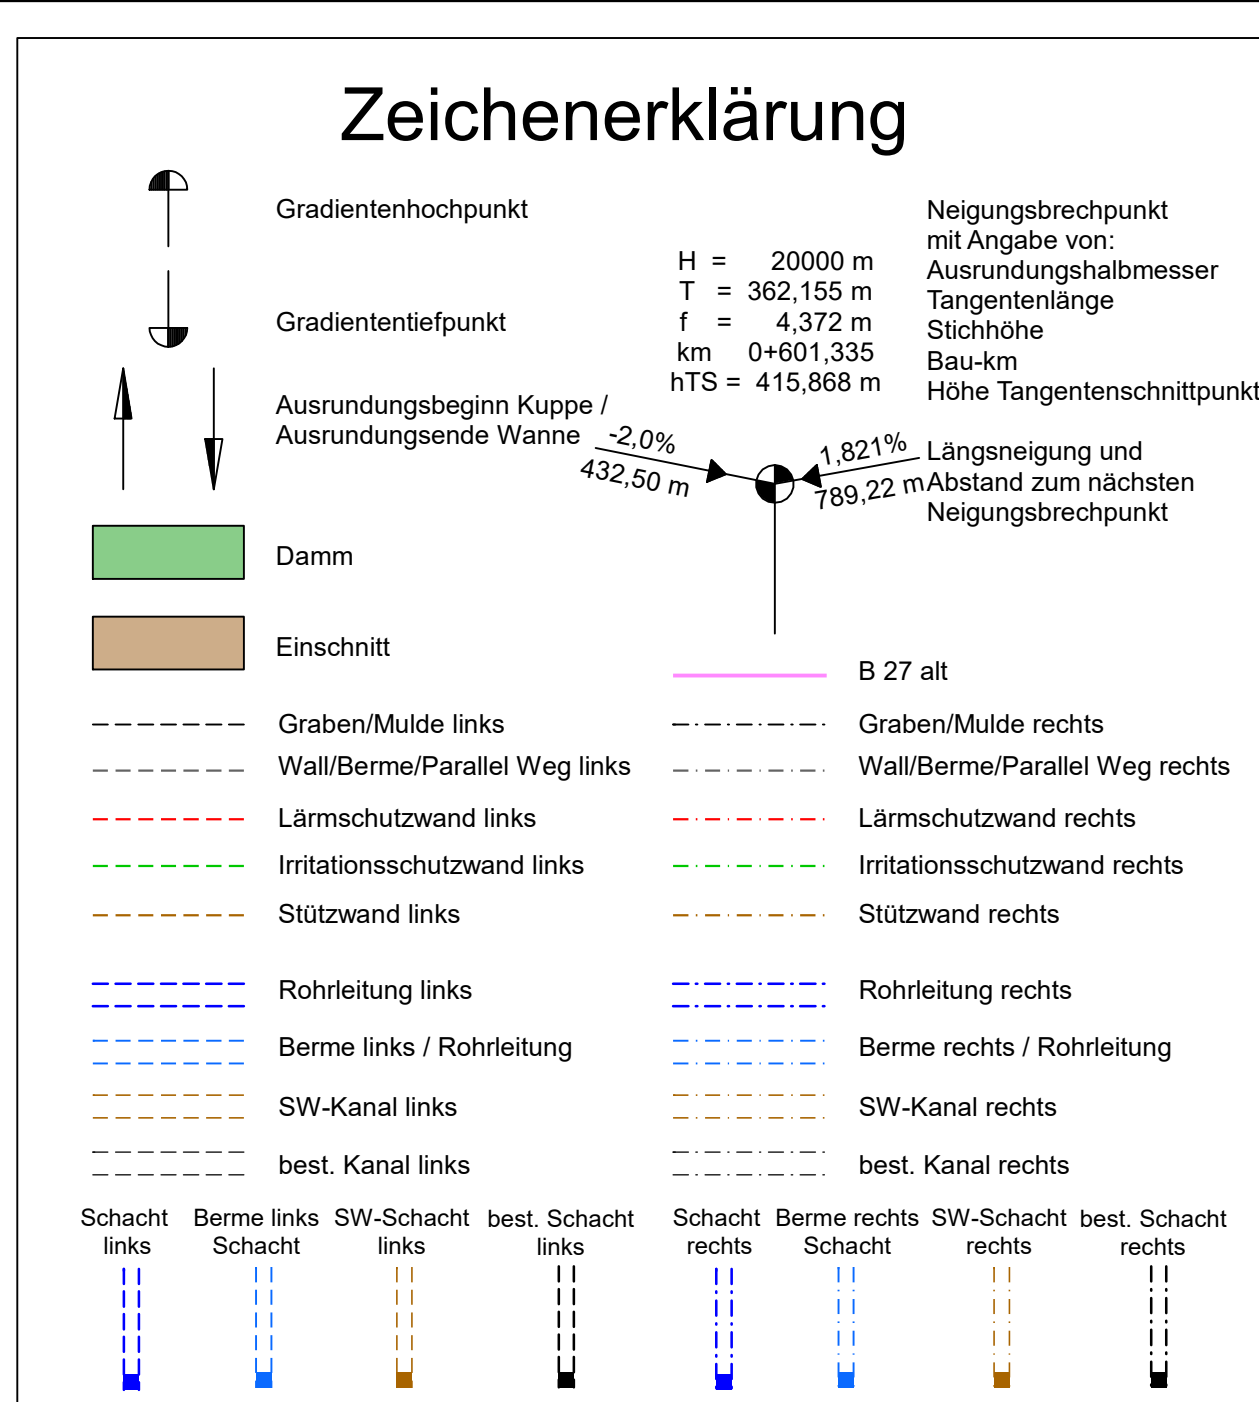 Zeichenerklärung
Gradientenhochpunkt
Gradiententiefpunkt
Ausrundungsbeginn Kuppe /
Ausrundungsende Wanne
H = 20000 m
T = 362,155 m
f = 4,372 m
km 0+601,335
hTS = 415,868 m
Neigungsbrechpunkt
mit Angabe von:
Ausrundungshalbmesser
Tangentenlänge
Stichhöhe
Bau-km
Höhe Tangentenschnittpunkt
-2,0%
432,50 m
1,821%
789,22 m
Längsneigung und
Abstand zum nächsten
Neigungsbrechpunkt
Damm
Einschnitt
B 27 alt
Graben/Mulde links
Graben/Mulde rechts
Wall/Berme/Parallel Weg links
Wall/Berme/Parallel Weg rechts
Lärmschutzwand links
Lärmschutzwand rechts
Irritationsschutzwand links
Irritationsschutzwand rechts
Stützwand links
Stützwand rechts
Rohrleitung links
Rohrleitung rechts
Berme links / Rohrleitung
Berme rechts / Rohrleitung
SW-Kanal links
SW-Kanal rechts
best. Kanal links
best. Kanal rechts
Schacht
links
Berme links
Schacht
SW-Schacht
links
best. Schacht
links
Schacht
rechts
Berme rechts
Schacht
SW-Schacht
rechts
best. Schacht
rechts